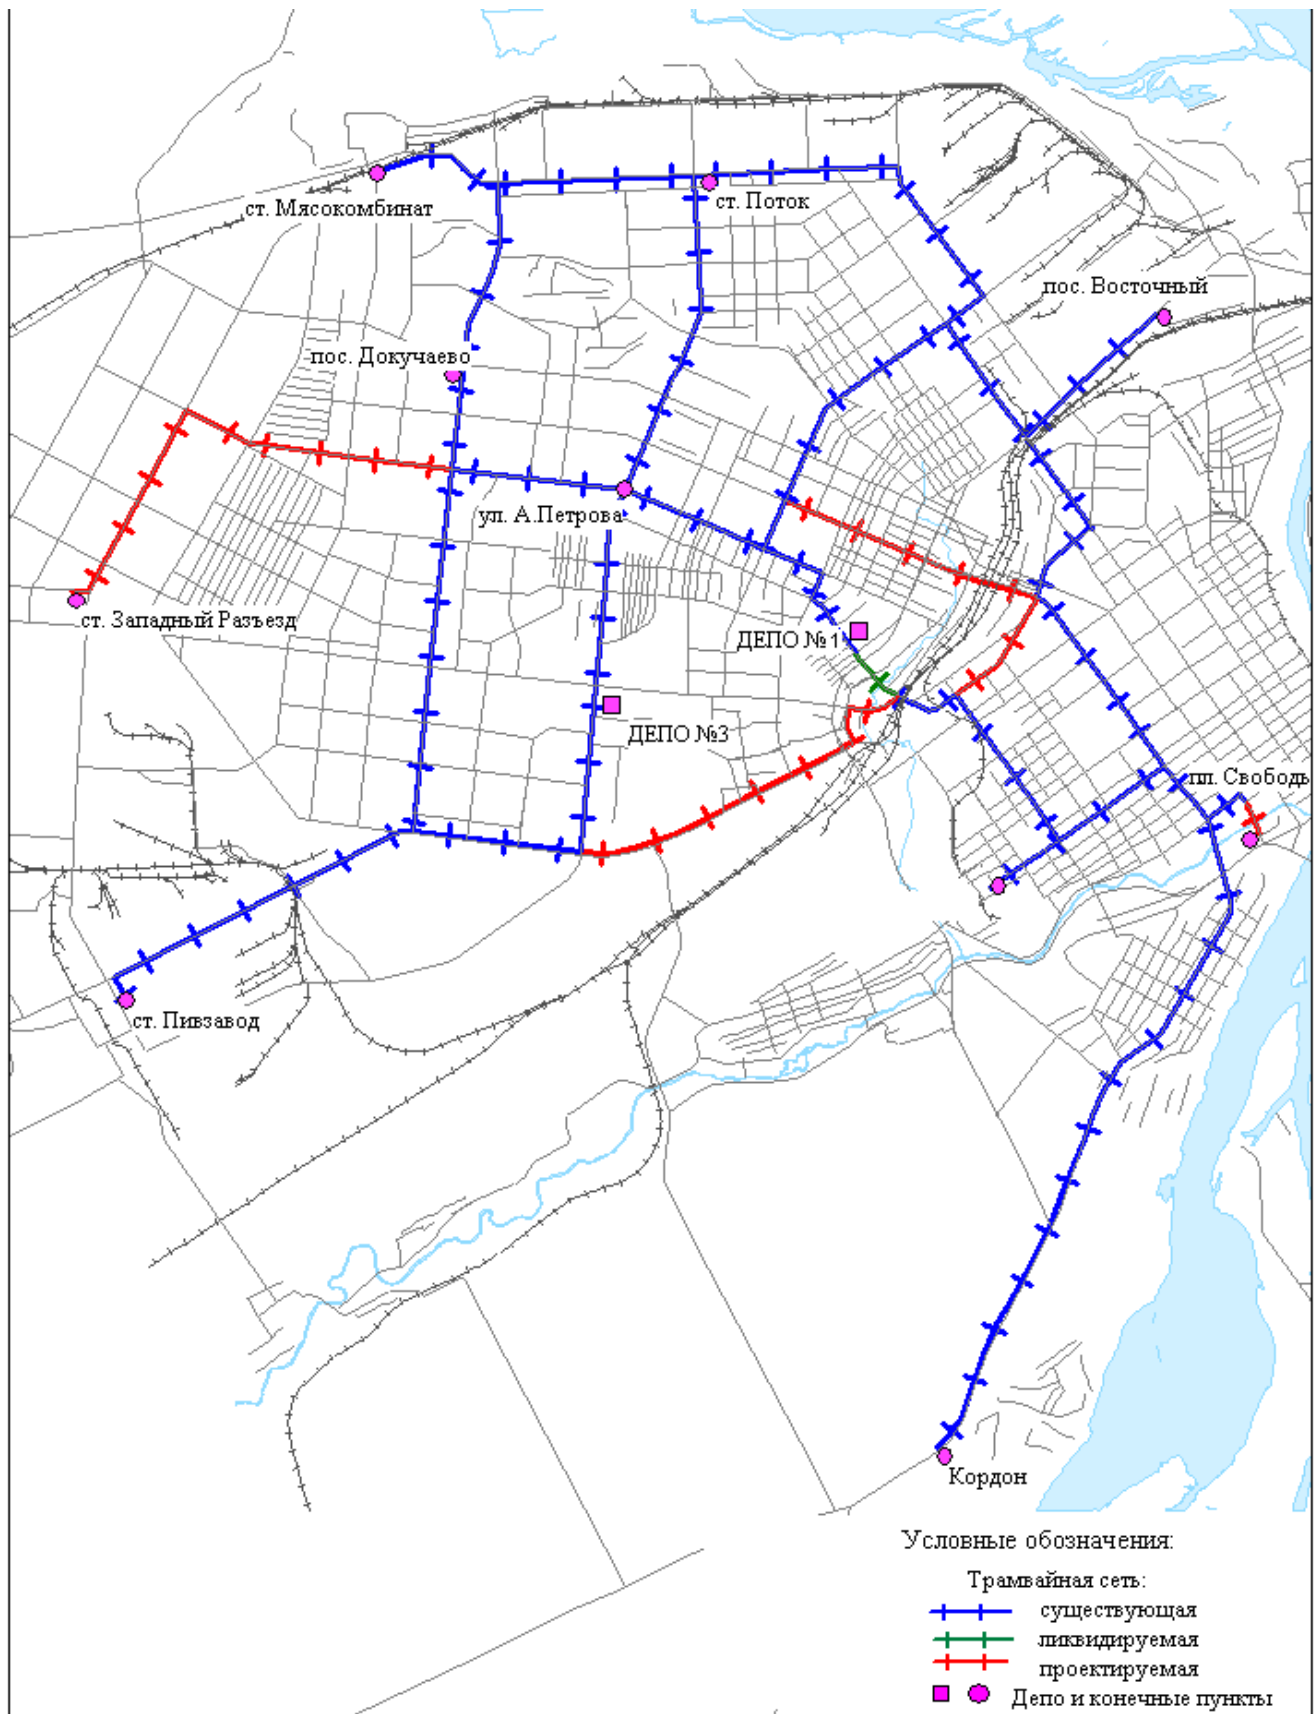 ст. Мясокомбинат
ст. Поток
пос. Восточный
пос. Докучаево
ул. А.Петрова
ст. Западный Разъезд
ДЕПО №1
ДЕПО №3
пл. Свободь
ст. Пивзавод
Кордон
Условные обозначения:
Трамвайная сеть:
существующая
ликвидируемая
проектируемая
Депо и конечные пункты